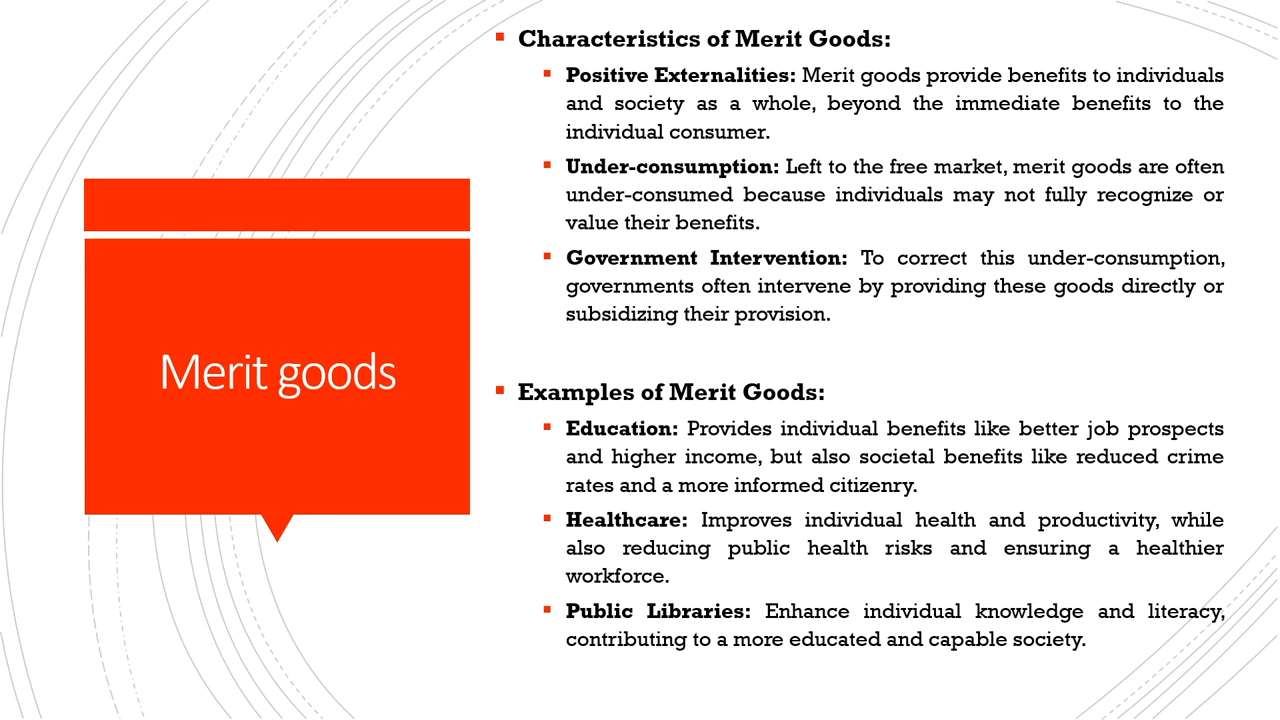 Merit goods
Characteristics of Merit Goods:
Positive Externalities: Merit goods provide benefits to individuals
and society as a whole, beyond the immediate benefits to the
individual consumer.
Under-consumption: Left to the free market, merit goods are often
under-consumed because individuals may not fully recognize or
value their benefits.
Government Intervention: To correct this under-consumption,
governments often intervene by providing these goods directly or
subsidizing their provision.
Examples of Merit Goods:
Education: Provides individual benefits like better job prospects
and higher income, but also societal benefits like reduced crime
rates and a more informed citizenry.
Healthcare: Improves individual health and productivity, while
also reducing public health risks and ensuring a healthier
workforce.
Public Libraries: Enhance individual knowledge and literacy,
contributing to a more educated and capable society.